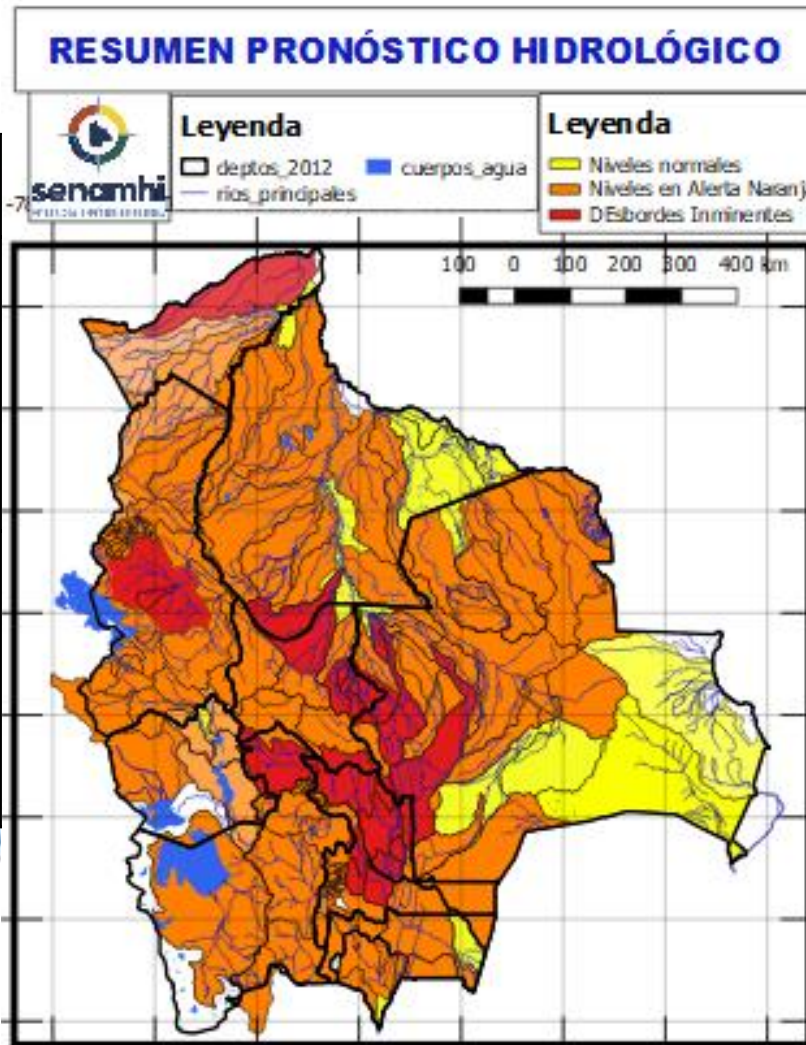 RESUMEN PRONÓSTICO HIDROLÓGICO
senamhi
Leyenda
deptos_2012
cuerpos_agua
rios_principales
Leyenda
Niveles normales
Niveles en Alerta Naranj
DEsbordes Inminentes
100 0 100 200 300 400 km